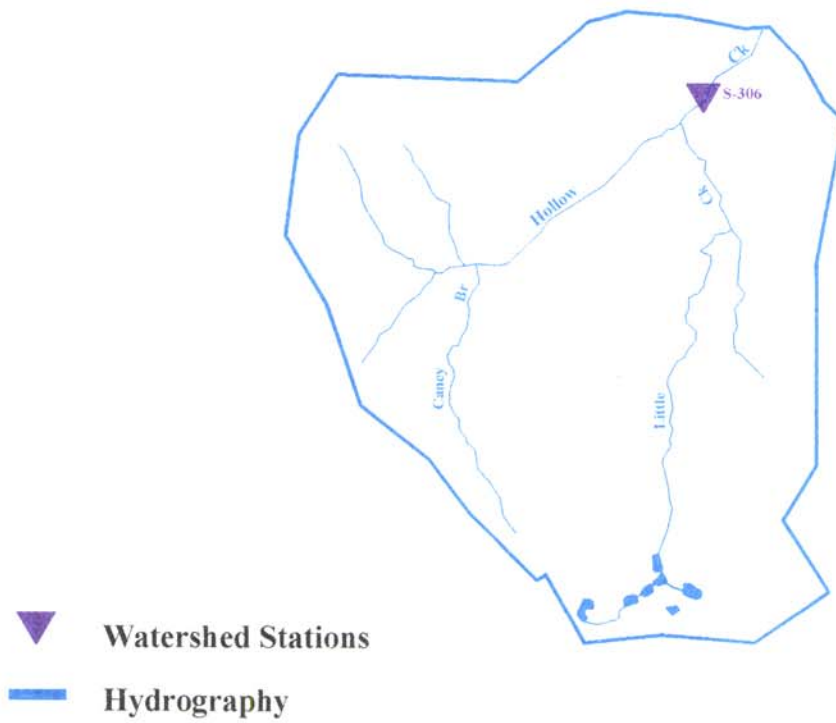 Ck
S-306
Hollow
Ck
Br
Caney
Little
Watershed Stations
Hydrography